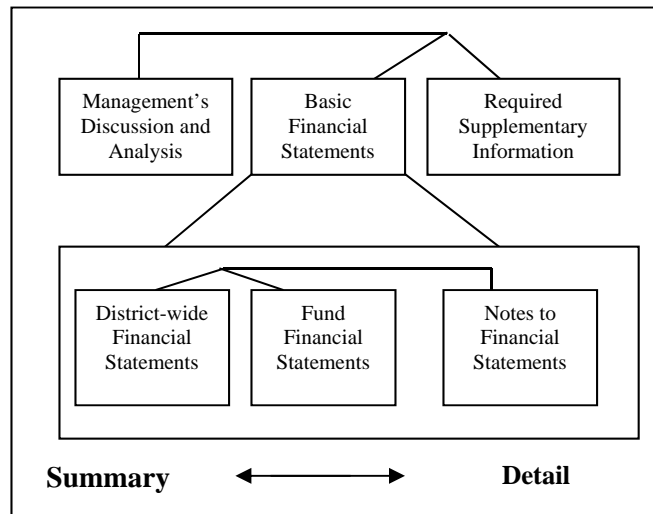 Management’s
Discussion and
Analysis
Basic
Financial
Statements
Required
Supplementary
Information
District-wide
Financial
Statements
Fund
Financial
Statements
Notes to
Financial
Statements
Summary
Detail